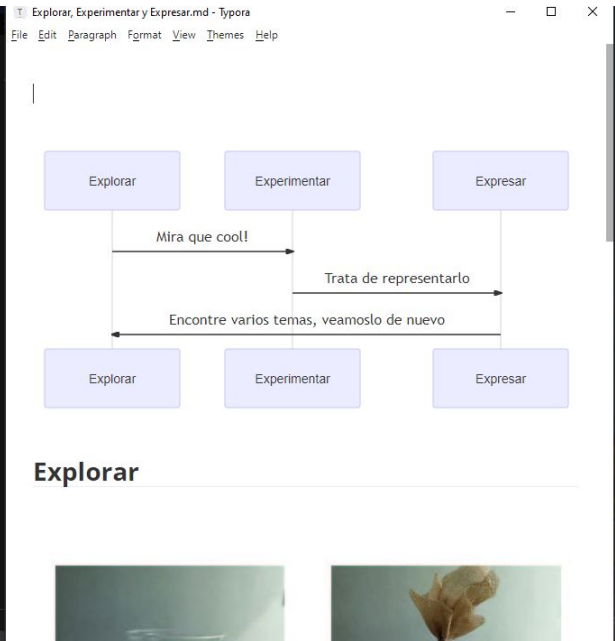 T Explorar, Experimentar y Expresar.md - Typora
File Edit Paragraph Format View Themes Help
Explorar Experimentar Expresar
Mira que cool!
Trata de representarlo
Encontre varios temas, veamoslo de nuevo
Explorar Experimentar Expresar
Explorar